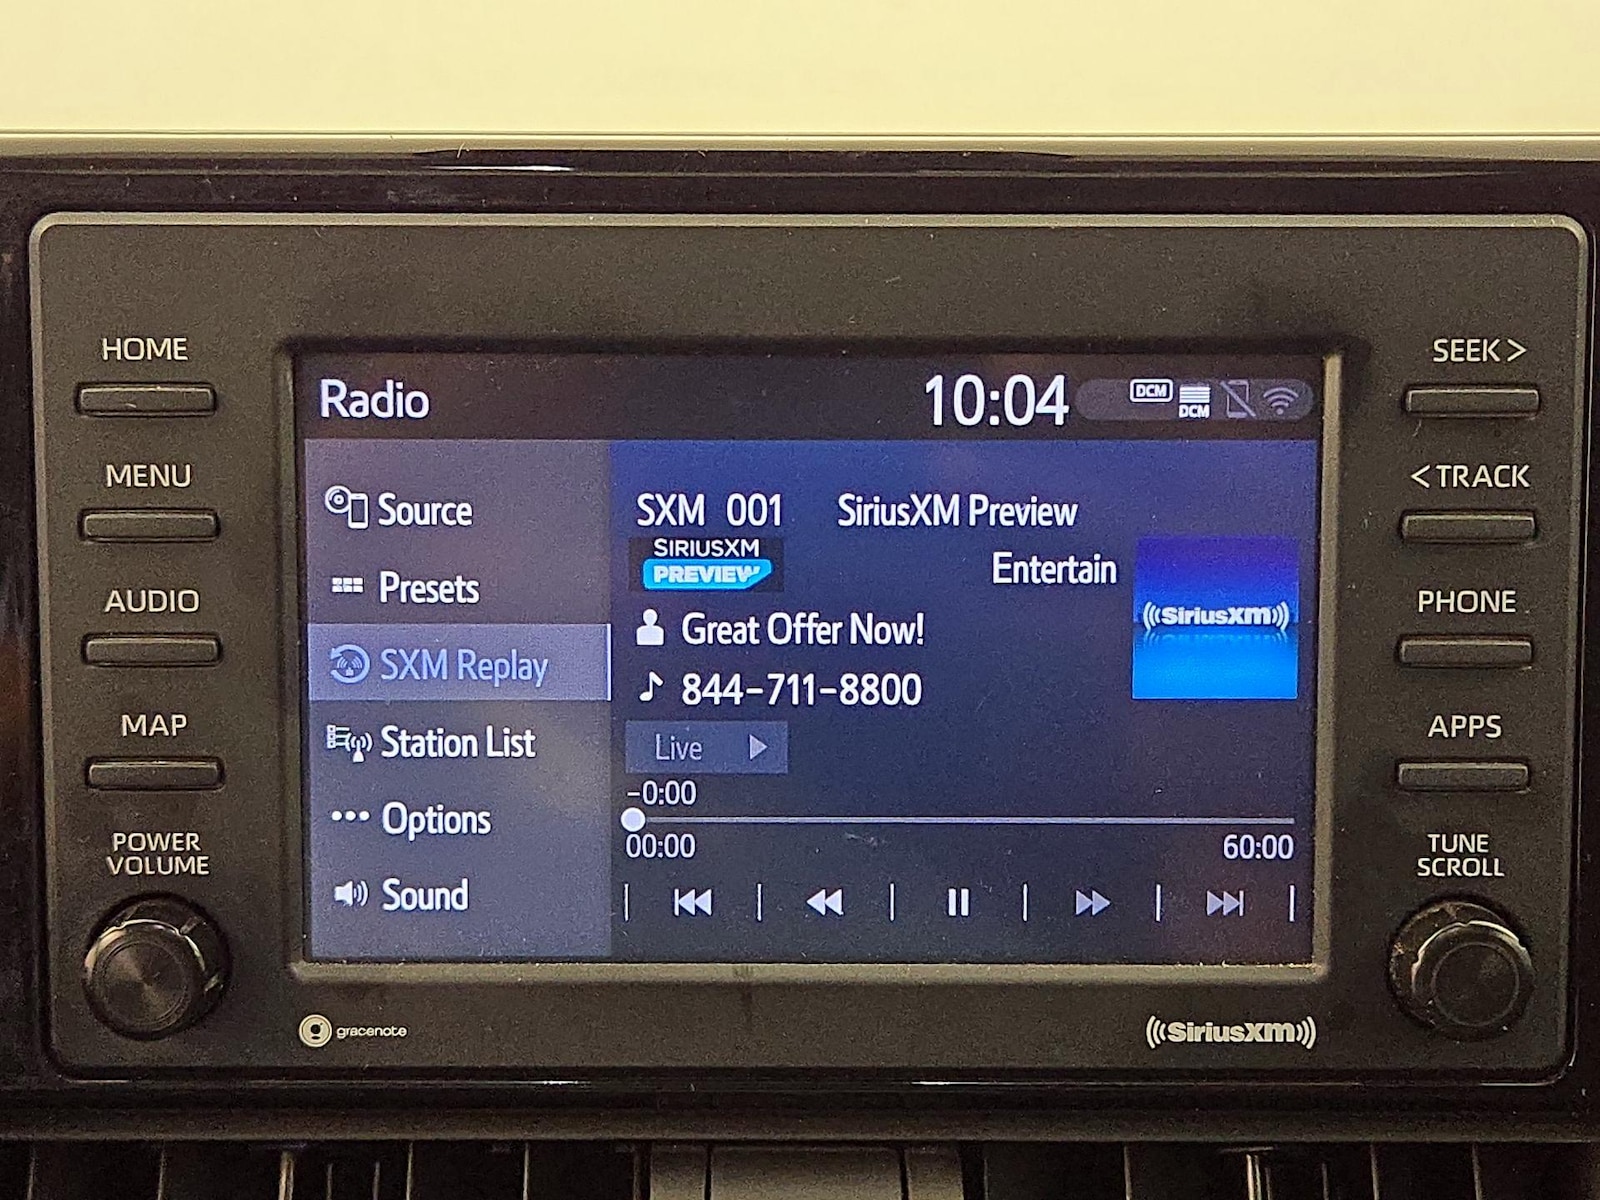 HOME
MENU
AUDIO
MAP
POWER
VOLUME
Radio
10:04
DCM
DCM
Source
Presets
SXM Replay
Station List
Options
Sound
SXM 001 SiriusXM Preview
SIRIUSXM
PREVIEW
Entertain
((SiriusXM))
Great Offer Now!
844-711-8800
Live
-0:00
00:00
60:00
SEEK >
< TRACK
PHONE
APPS
TUNE
SCROLL
gracenote
((SiriusXM))